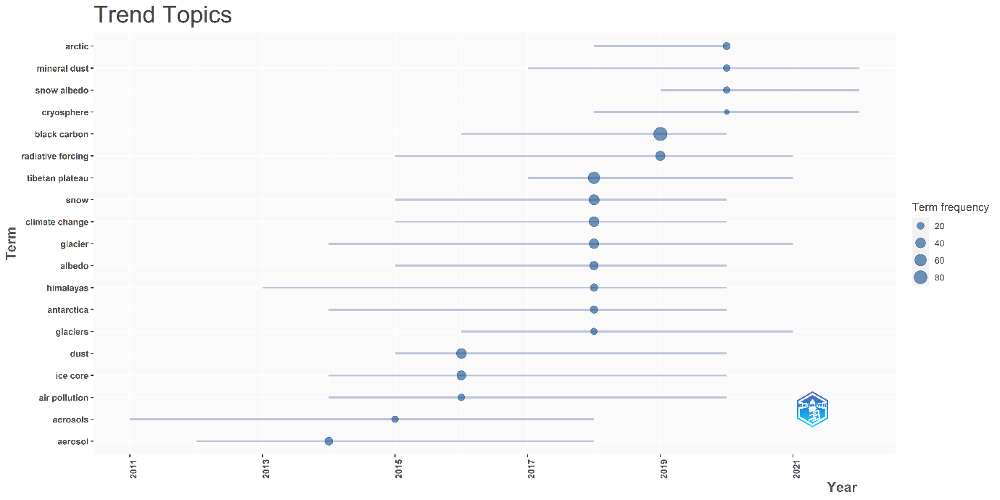 Trend Topics
arctic
mineral dust
snow albedo
cryosphere
black carbon
radiative forcing
tibetan plateau
snow
climate change
glacier
albedo
himalayas
antarctica
glaciers
dust
ice core
air pollution
aerosols
aerosol
Term
2011
2013
2015
2017
2019
2021
Year
Term frequency
20
40
60
80
BIBLIOMETRIX